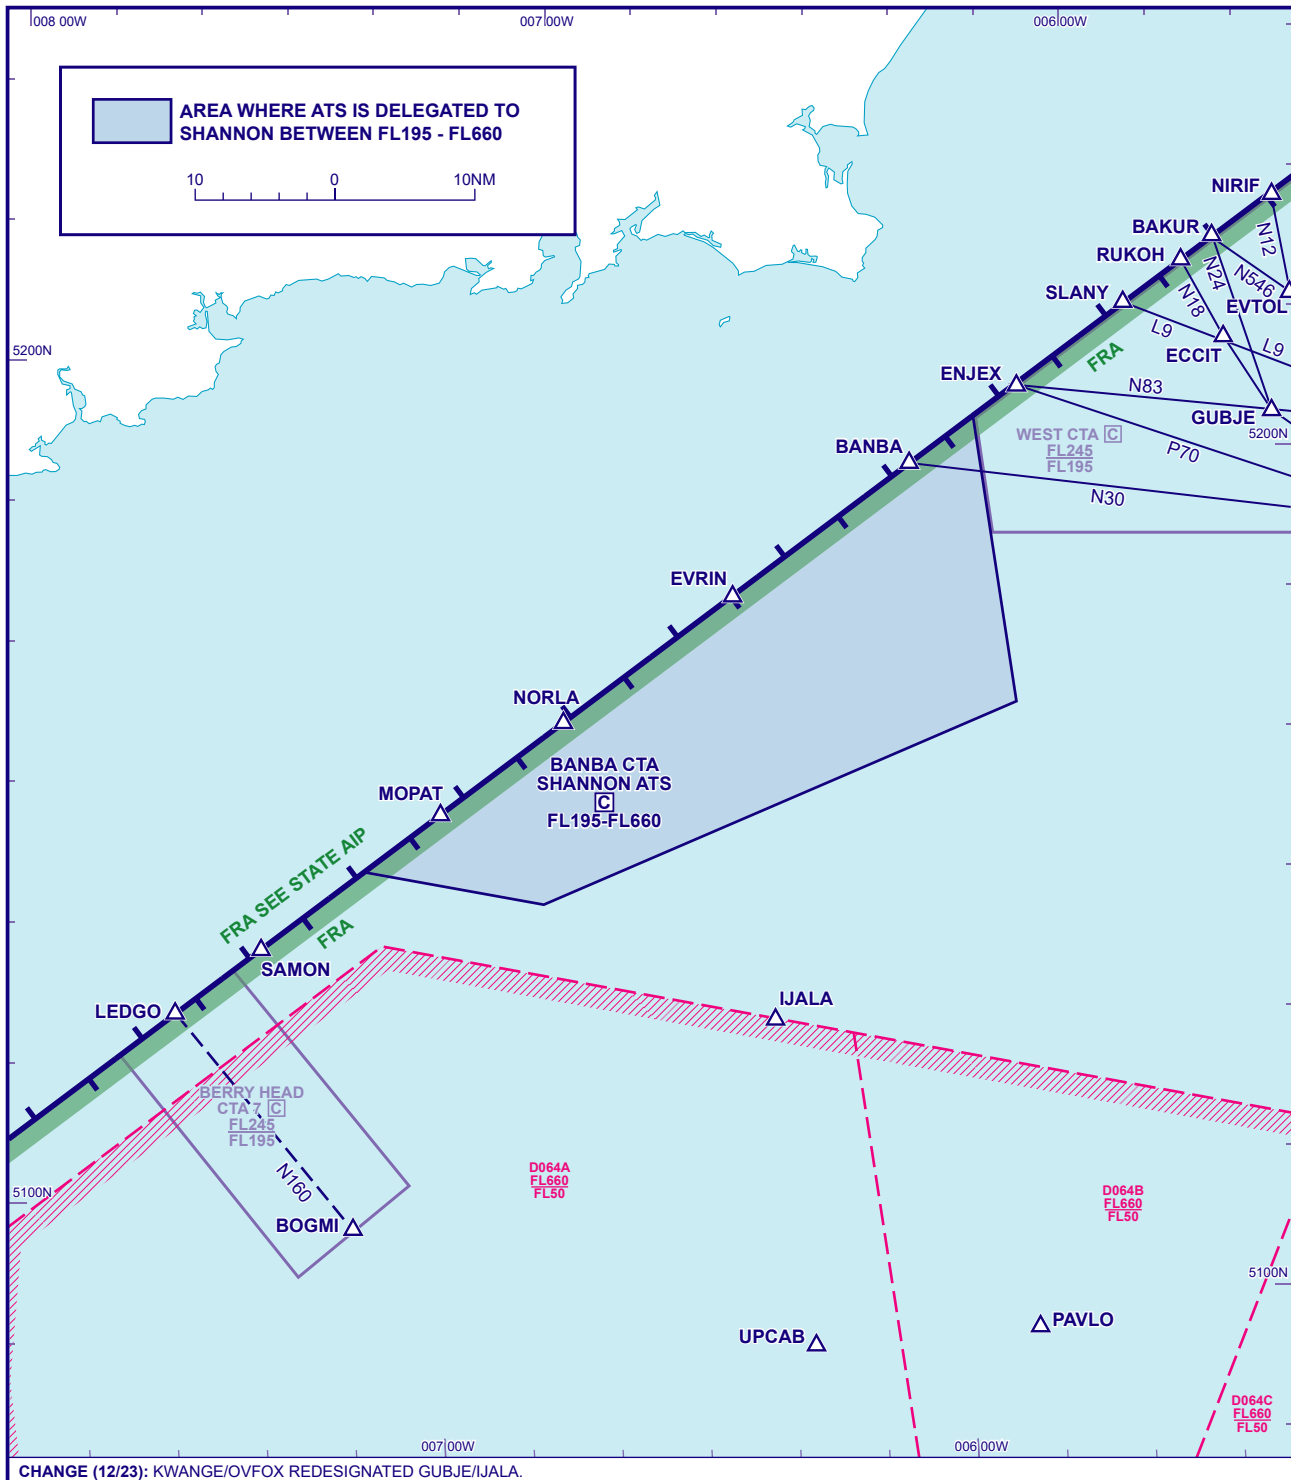 008 00W
007 00W
006 00W
AREA WHERE ATS IS DELEGATED TO
SHANNON BETWEEN FL195 - FL660
10 0 10NM
NIRIF
BAKUR
N12
RUKOH
N24
N546
SLANY
N18
EVTOL
L9
5200N
FRA
ECCIT
L9
ENJEX
N83
GUBJE
WEST CTA C
5200N
FL245
FL195
BANBA
P70
N30
EVRIN
NORLA
BANBA CTA
SHANNON ATS
C
FL195-FL660
MOPAT
FRA SEE STATE AIP
FRA
SAMON
LEDGO
IJALA
BERRY HEAD
CTA 7 C
FL245
FL195
N160
D064A
FL660
FL50
D064B
FL660
FL50
5100N
BOGMI
5100N
PAVLO
UPCAB
D064C
FL660
FL50
007 00W
006 00W
CHANGE (12/23): KWANGE/OVFOX REDESIGNATED GUBJE/IJALA.